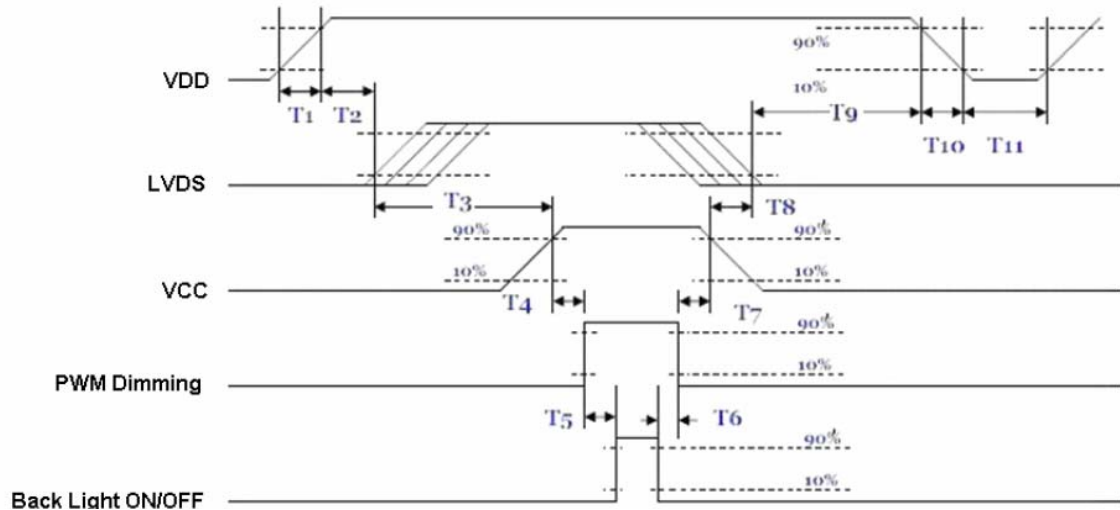 90%
VDD
10%
T1 T2 T9
T10 T11
LVDS
T3 T8
90% 90%
10% 10%
VCC
T4 T7
90%
PWM Dimming
10%
T5 T6
90%
10%
Back Light ON/OFF